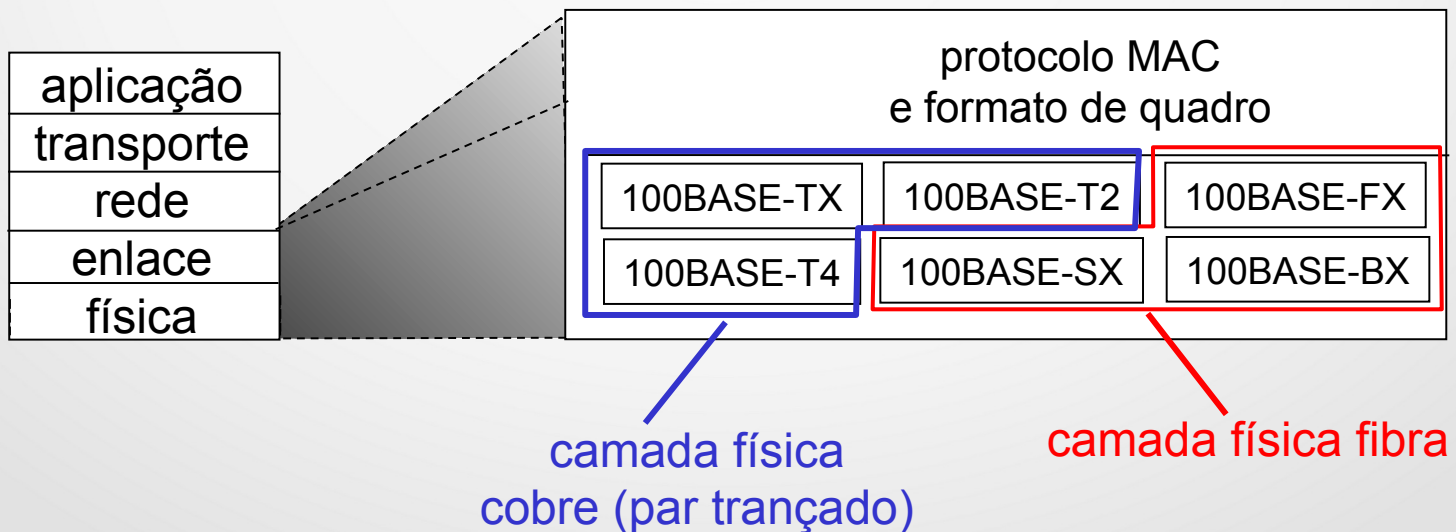 aplicação
transporte
rede
enlace
física
protocolo MAC
e formato de quadro
100BASE-TX
100BASE-T2
100BASE-FX
100BASE-T4
100BASE-SX
100BASE-BX
camada física
cobre (par trançado)
camada física fibra